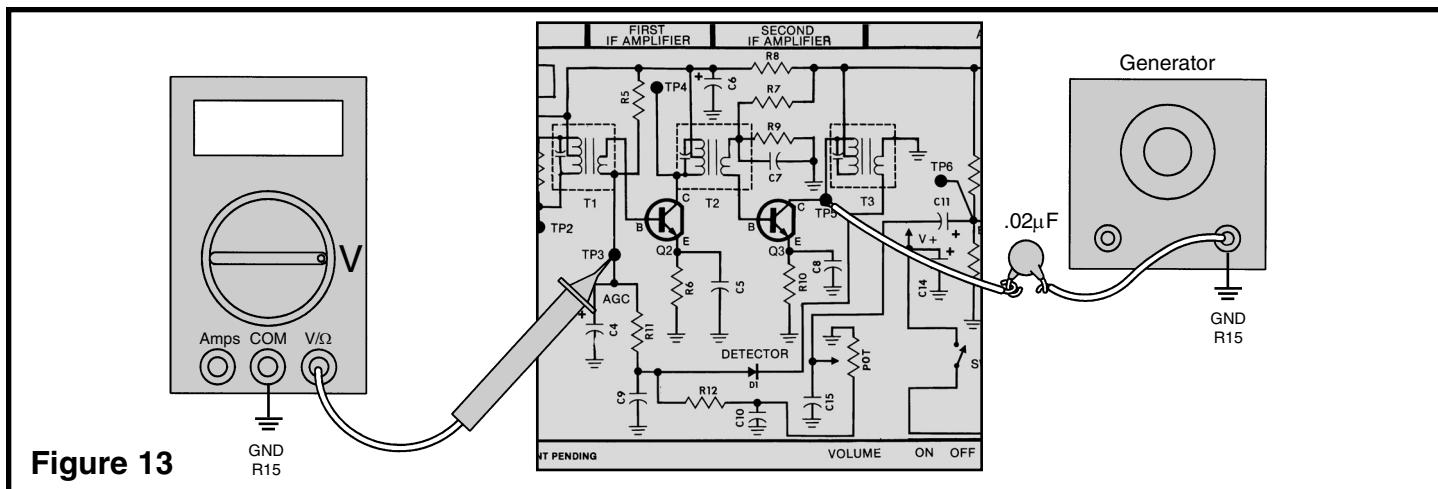 FIRST
IF AMPLIFIER
SECOND
IF AMPLIFIER
A
Generator
R8
C6
R5
TP4
R7
R9
C7
T1
T2
T3
TP6
C11
TP2
TP5
V
C
B
E
Q2
C
B
E
Q3
V +
.02µF
TP3
AGC
R6
C5
R10
C8
C14
C4
R11
Amps
COM
V/Ω
GND
R15
DETECTOR
D1
POT
C9
R12
C10
C15
GND
R15
Figure 13
NT PENDING
VOLUME
ON
OFF